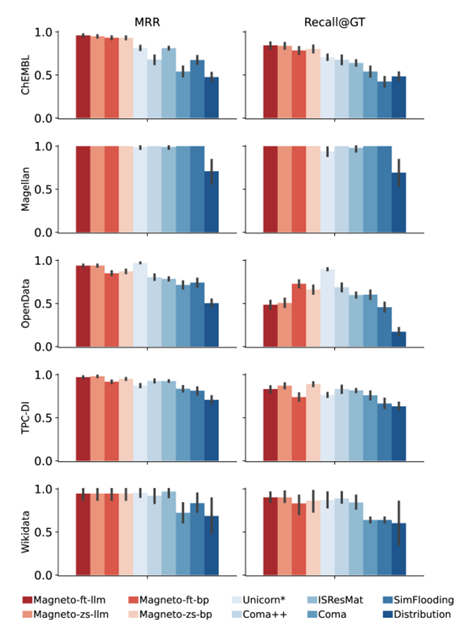 MRR Recall@GT
1.0
0.5
0.0
ChEMBL
1.0
0.5
0.0
Magellan
1.0
0.5
0.0
OpenData
1.0
0.5
0.0
TPC-DI
1.0
0.5
0.0
Wikidata
Magneto-ft-llm Magneto-ft-bp Unicorn* ISResMat SimFlooding
Magneto-zs-llm Magneto-zs-bp Coma++ Coma Distribution